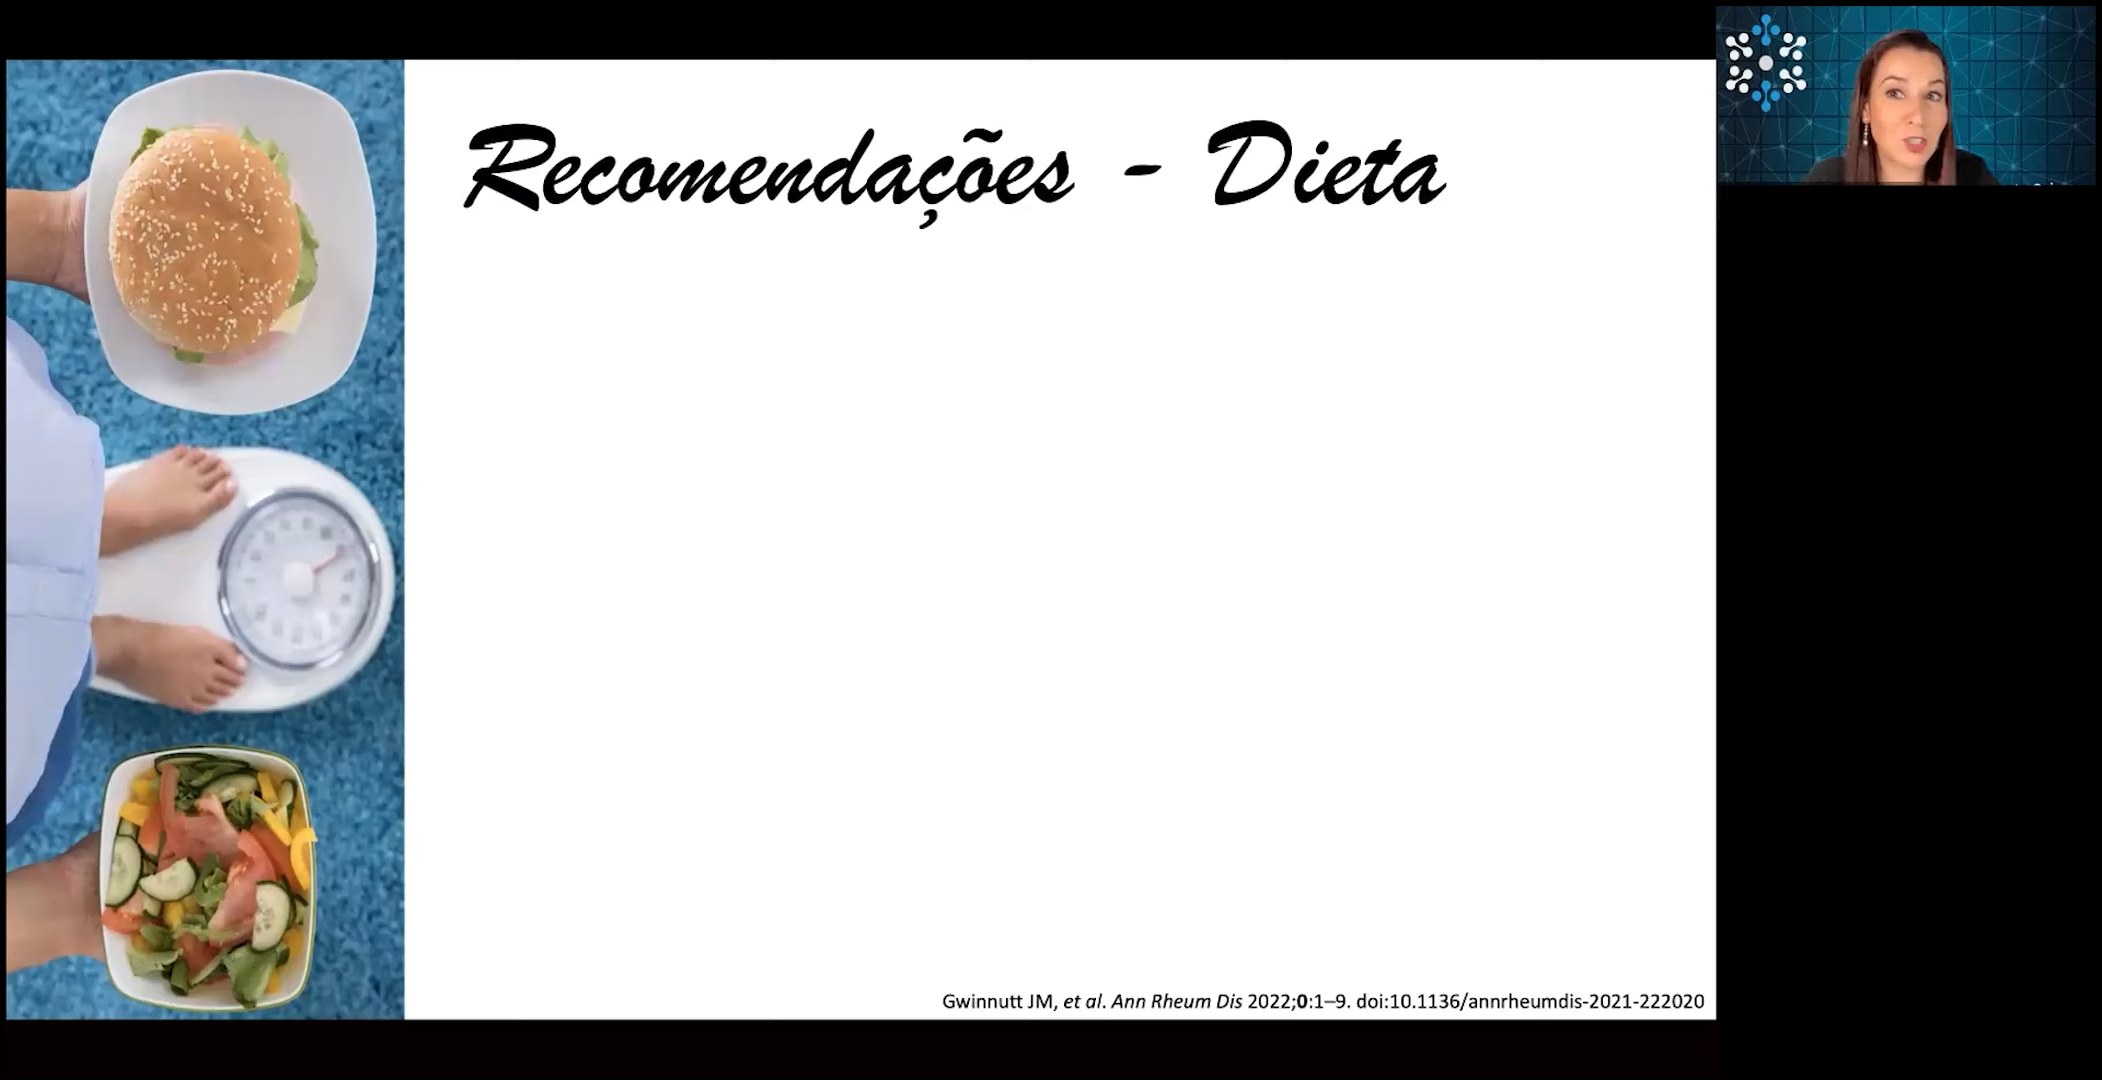 Recomendações - Dieta
Gwinnutt JM, et al. Ann Rheum Dis 2022;0:1–9. doi:10.1136/annrheumdis-2021-222020